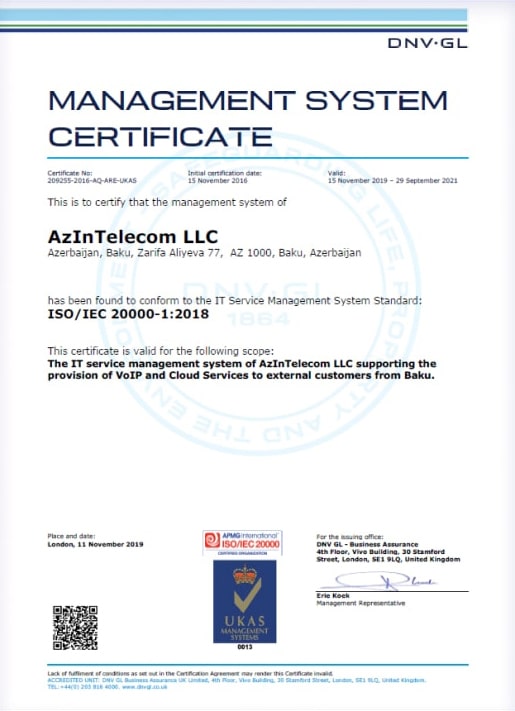 DNV·GL
MANAGEMENT SYSTEM
CERTIFICATE
Certificate No:
209255-2016-AQ-ARE-UKAS
Initial certification date:
15 November 2016
Valid:
15 November 2019 – 29 September 2021
This is to certify that the management system of
AzInTelecom LLC
Azerbaijan, Baku, Zarifa Aliyeva 77, AZ 1000, Baku, Azerbaijan
has been found to conform to the IT Service Management System Standard:
ISO/IEC 20000-1:2018
This certificate is valid for the following scope:
The IT service management system of AzInTelecom LLC supporting the
provision of VoIP and Cloud Services to external customers from Baku.
DNV·GL
1864
Place and date:
London, 11 November 2019
APMG International
ISO/IEC 20000
CERTIFIED ORGANIZATION
UKAS
MANAGEMENT
SYSTEMS
0013
For the issuing office:
DNV GL - Business Assurance
4th Floor, Vivo Building, 30 Stamford
Street, London, SE1 9LQ, United Kingdom
Erie Koek
Management Representative
Lack of fulfilment of conditions as set out in the Certification Agreement may render this Certificate invalid.
ACCREDITED UNIT: DNV GL Business Assurance UK Limited, 4th Floor, Vivo Building, 30 Stamford Street, London, SE1 9LQ, United Kingdom.
TEL: +44(0) 203 816 4000. www.dnvgl.co.uk